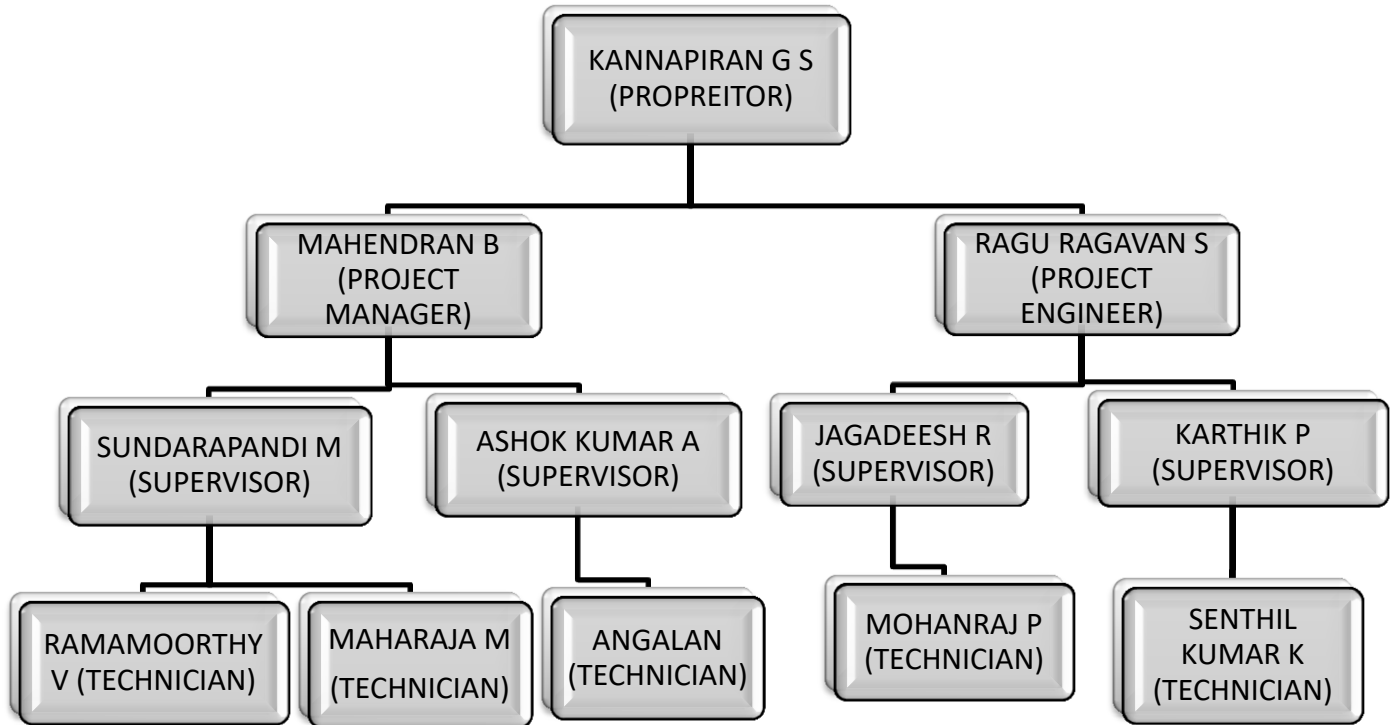 KANNAPIRAN G S
(PROPREITOR)
MAHENDRAN B
(PROJECT
MANAGER)
RAGU RAGAVAN S
(PROJECT
ENGINEER)
SUNDARAPANDI M
(SUPERVISOR)
ASHOK KUMAR A
(SUPERVISOR)
JAGADEESH R
(SUPERVISOR)
KARTHIK P
(SUPERVISOR)
RAMAMOORTHY
V (TECHNICIAN)
MAHARAJA M
(TECHNICIAN)
ANGALAN
(TECHNICIAN)
MOHANRAJ P
(TECHNICIAN)
SENTHIL
KUMAR K
(TECHNICIAN)